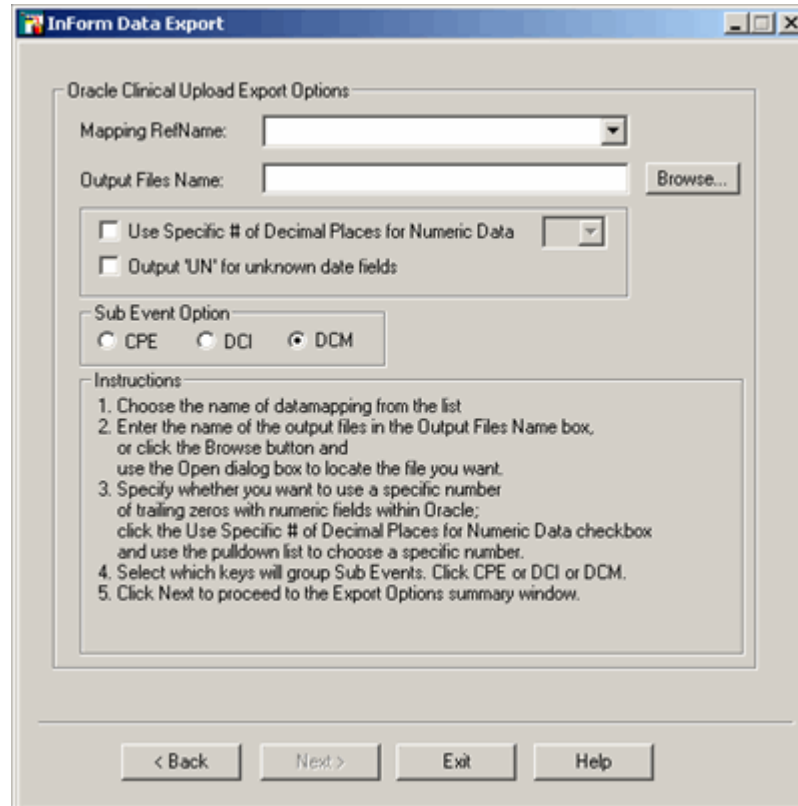 InForm Data Export
Oracle Clinical Upload Export Options
Mapping RefName:
Output Files Name:
Browse...
Use Specific # of Decimal Places for Numeric Data
Output 'UN' for unknown date fields
Sub Event Option
CPE DCI DCM
Instructions
1. Choose the name of datamapping from the list
2. Enter the name of the output files in the Output Files Name box,
or click the Browse button and
use the Open dialog box to locate the file you want.
3. Specify whether you want to use a specific number
of trailing zeros with numeric fields within Oracle;
click the Use Specific # of Decimal Places for Numeric Data checkbox
and use the pulldown list to choose a specific number.
4. Select which keys will group Sub Events. Click CPE or DCI or DCM.
5. Click Next to proceed to the Export Options summary window.
< Back Next > Exit Help